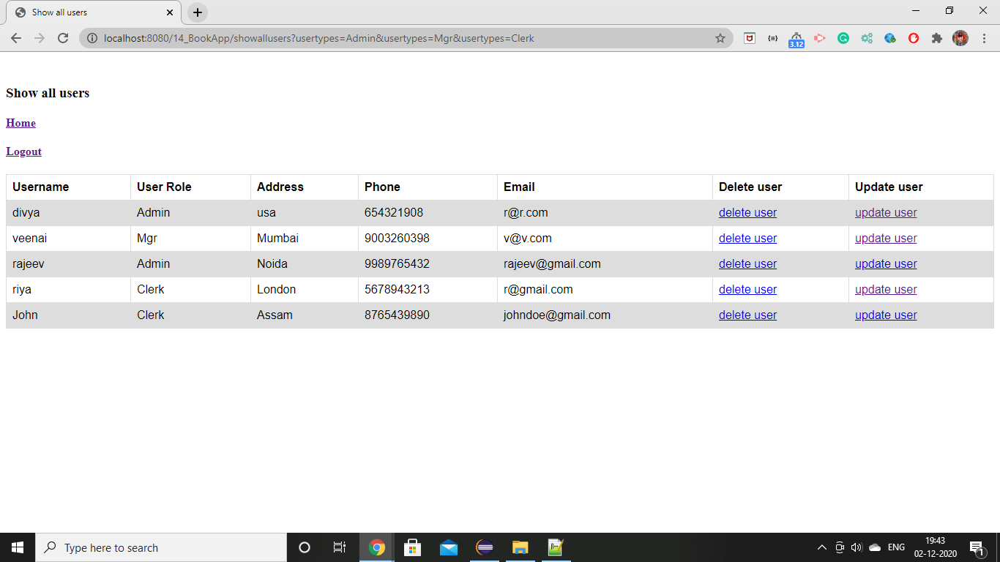 Show all users
localhost:8080/14_BookApp/showallusers?usertypes=Admin&usertypes=Mgr&usertypes=Clerk
3.12
Show all users
Home
Logout
Username User Role Address Phone Email Delete user Update user
divya Admin usa 654321908 r@r.com delete user update user
veenai Mgr Mumbai 9003260398 v@v.com delete user update user
rajeev Admin Noida 9989765432 rajeev@gmail.com delete user update user
riya Clerk London 5678943213 r@gmail.com delete user update user
John Clerk Assam 8765439890 johndoe@gmail.com delete user update user
Type here to search
ENG
19:43
02-12-2020
1